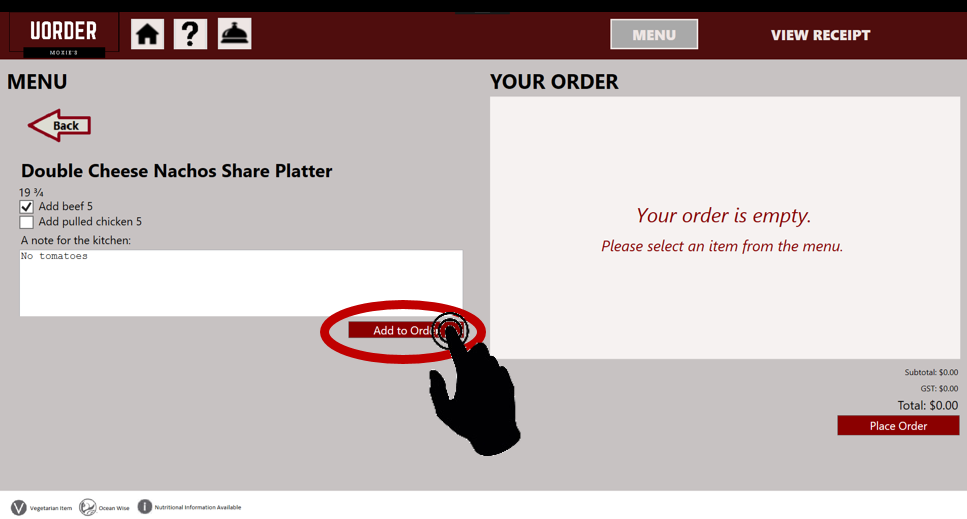 UORDER
MOXIE'S
?
MENU
VIEW RECEIPT
MENU
Back
Double Cheese Nachos Share Platter
19 ¾
Add beef 5
Add pulled chicken 5
A note for the kitchen:
No tomatoes
Add to Order
YOUR ORDER
Your order is empty.
Please select an item from the menu.
Subtotal: $0.00
GST: $0.00
Total: $0.00
Place Order
V Vegetarian Item
Ocean Wise
i Nutritional Information Available